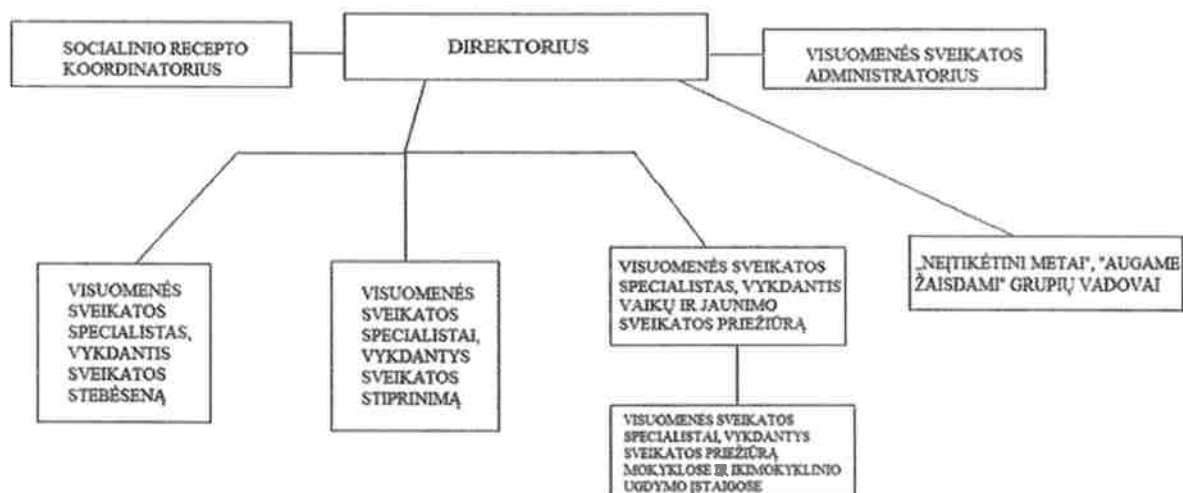 SOCIALINIO RECEPTO
KOORDINATORIUS
DIREKTORIUS
VISUOMENĖS SVEIKATOS
ADMINISTRATORIUS
VISUOMENĖS
SVEIKATOS
SPECIALISTAS,
VYKDANTIS
SVEIKATOS
STEBĖSENĄ
VISUOMENĖS
SVEIKATOS
SPECIALISTAI,
VYKDANTYS
SVEIKATOS
STIPRINIMĄ
VISUOMENĖS SVEIKATOS
SPECIALISTAS, VYKDANTIS
VAIKŲ IR JAUNIMO
SVEIKATOS PRIEŽIŪRĄ
„NEĮTIKĖTINI METAI", "AUGAME
ŽAISDAMI" GRUPIŲ VADOVAI
VISUOMENĖS SVEIKATOS
SPECIALISTAI, VYKDANTYS
SVEIKATOS PRIEŽIŪRĄ
MOKYKLOSE IR IKIMOKYKLINIO
UGDYMO ĮSTAIGOSE